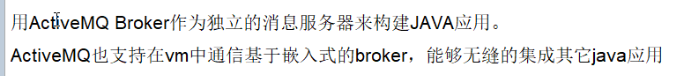 用ActiveMQ Broker作为独立的消息服务器来构建JAVA应用。
ActiveMQ也支持在vm中通信基于嵌入式的broker，能够无缝的集成其它java应用